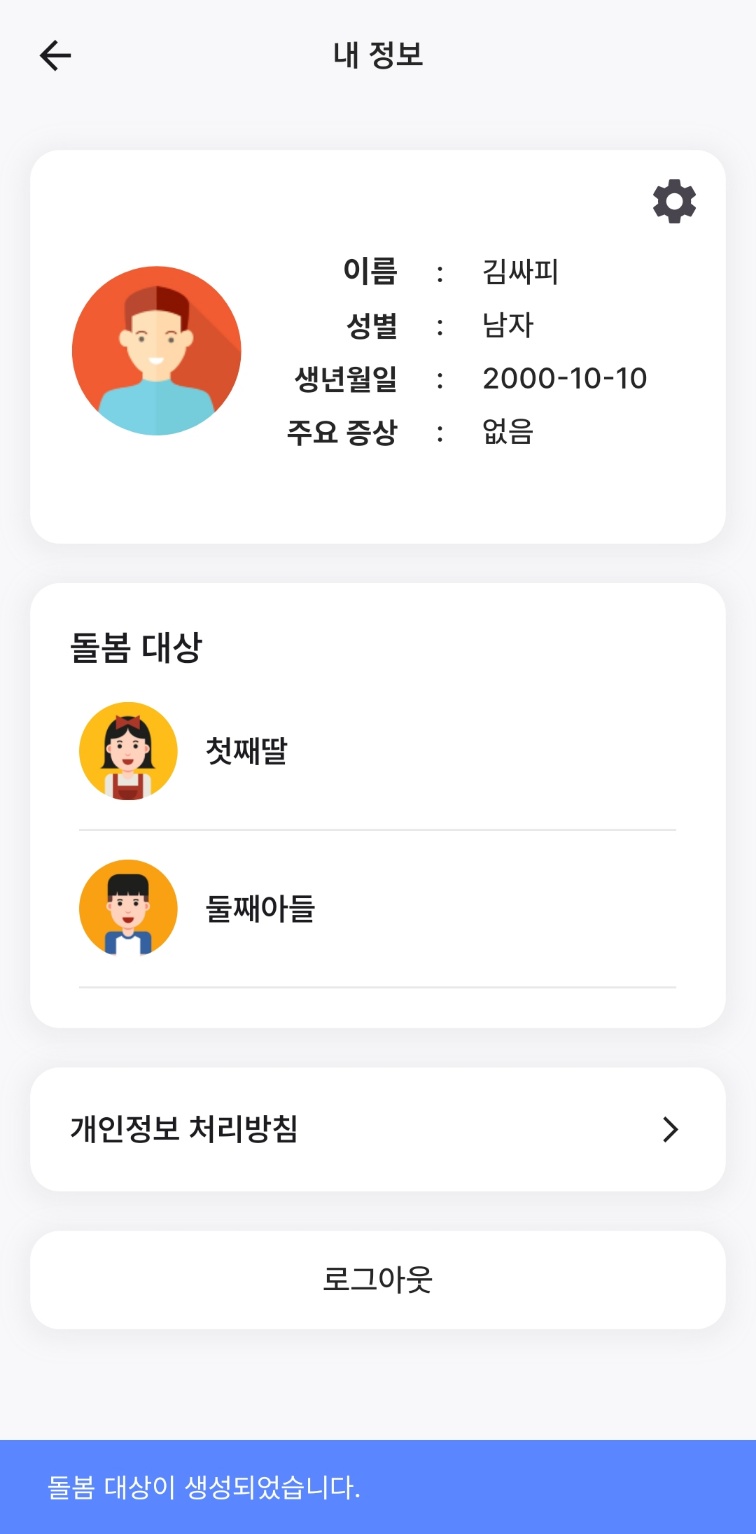 내 정보
이름 : 김싸피
성별 : 남자
생년월일 : 2000-10-10
주요 증상 : 없음
돌봄 대상
첫째딸
둘째아들
개인정보 처리방침
로그아웃
돌봄 대상이 생성되었습니다.